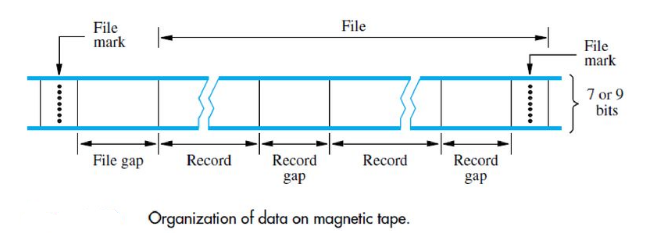 File
mark
File
File
mark
7 or 9
bits
File gap
Record
Record
gap
Record
Record
gap
Organization of data on magnetic tape.